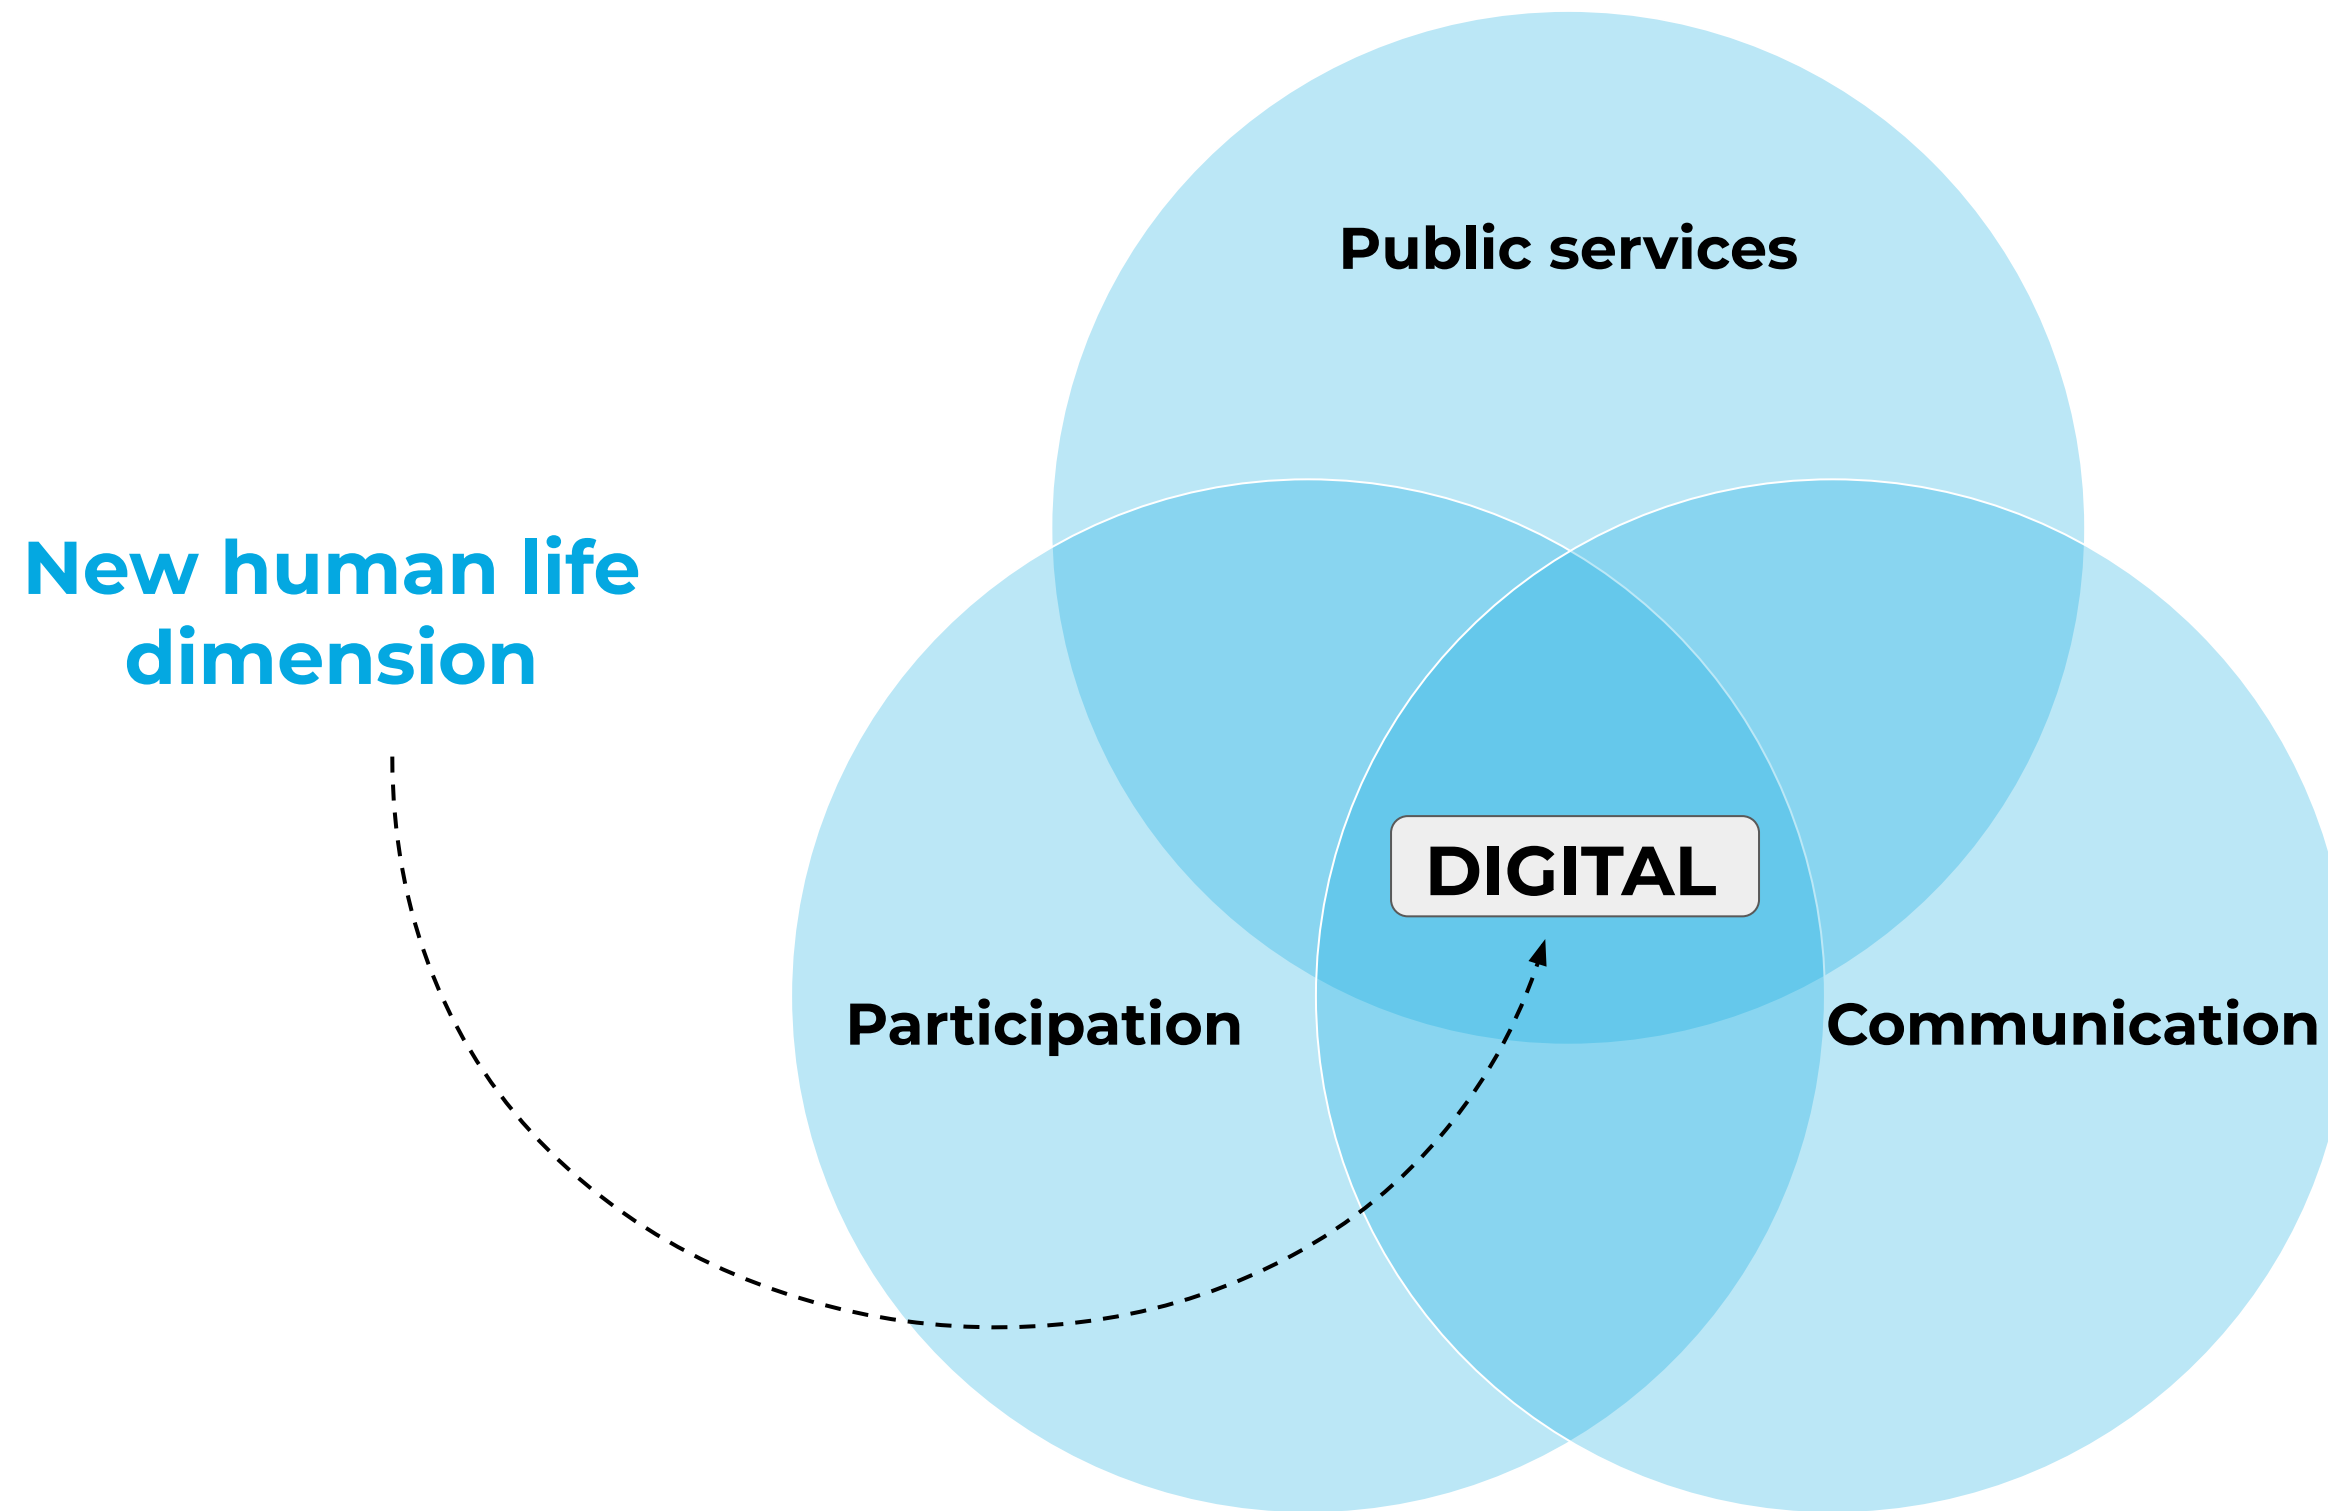 Public services
New human life
dimension
DIGITAL
Participation
Communication